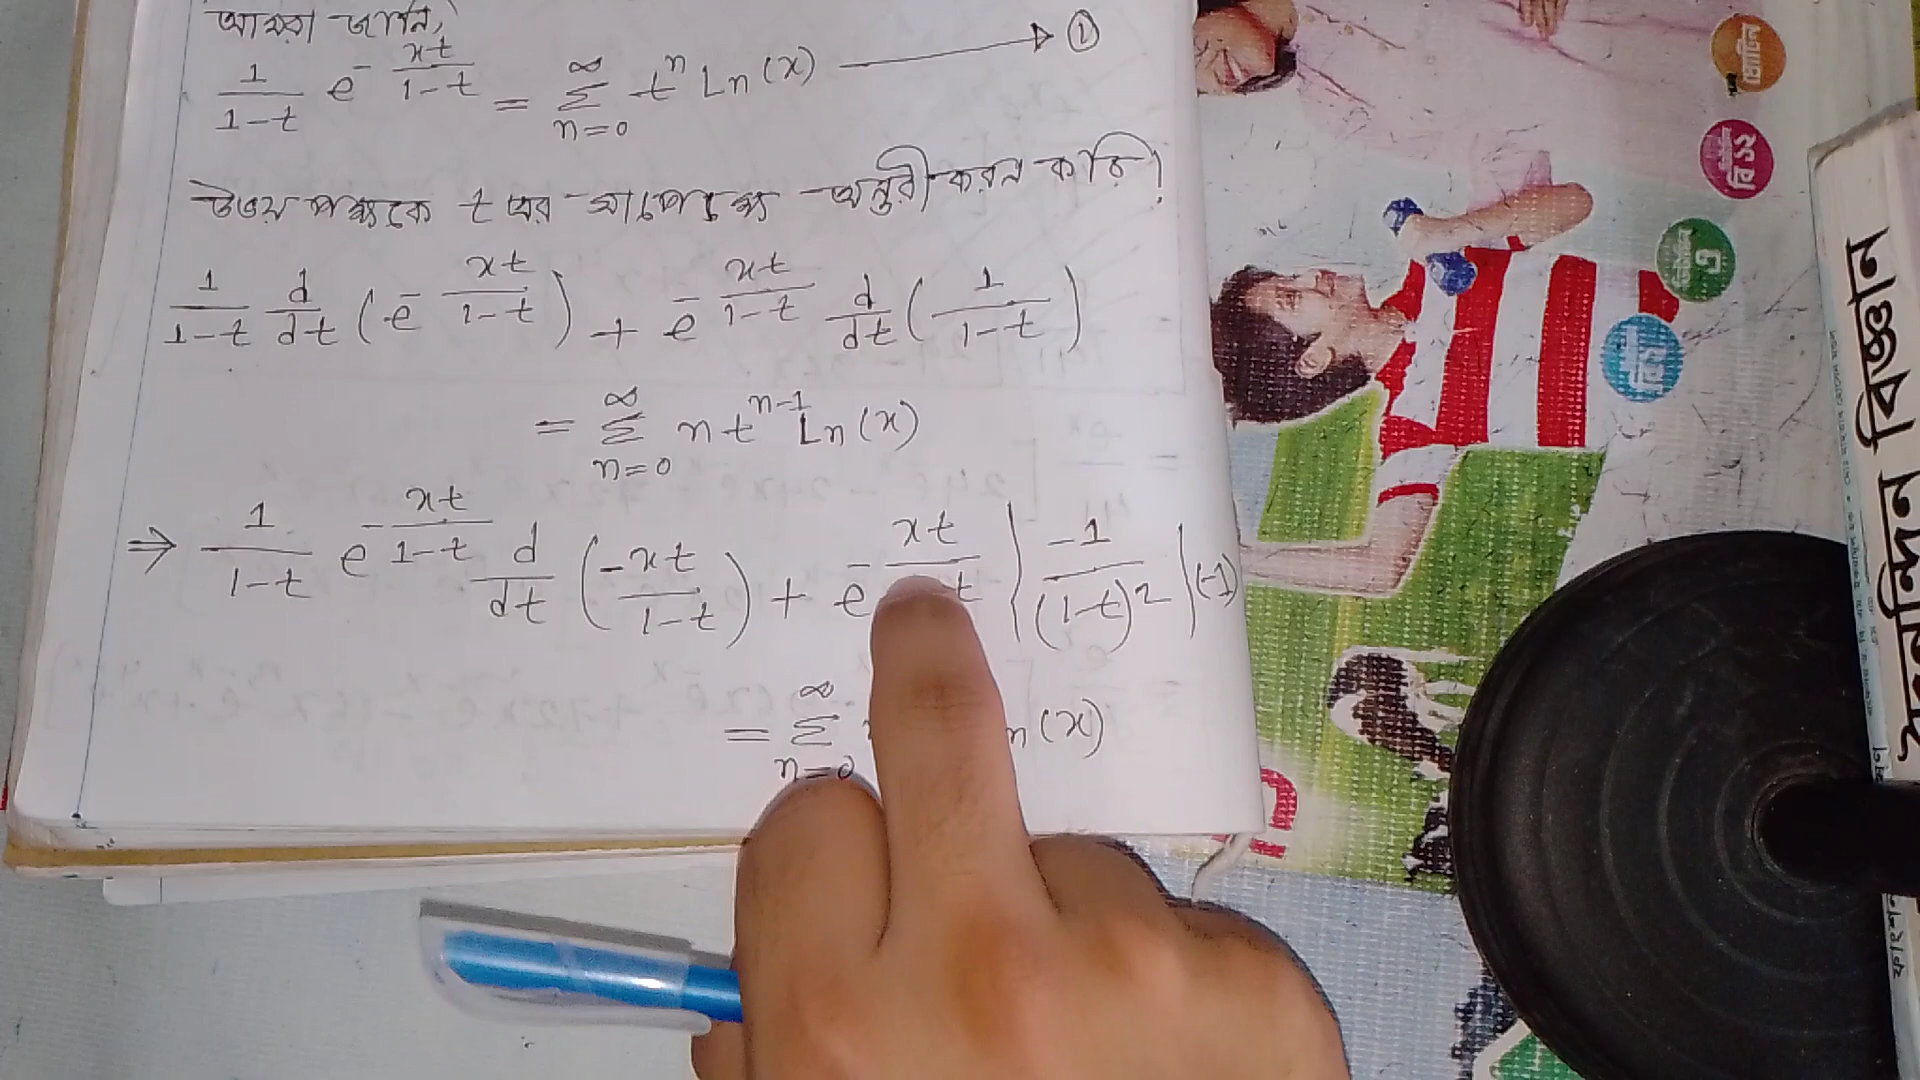 আমরা জানি,
1/(1-t) e^(- xt/(1-t)) = Σ_(n=0)^∞ t^n Ln(x) → ①
উভয় পক্ষকে t এর সাপেক্ষে অন্তরীকরন করি।
1/(1-t) d/dt (e^(- xt/(1-t))) + e^(- xt/(1-t)) d/dt (1/(1-t))
= Σ_(n=0)^∞ n t^(n-1) Ln(x)
⇒ 1/(1-t) e^(- xt/(1-t)) d/dt (-xt/(1-t)) + e^(- xt/ t) {-1/(1-t)^2}(-1)
= Σ_(n=0)^∞ n(x)